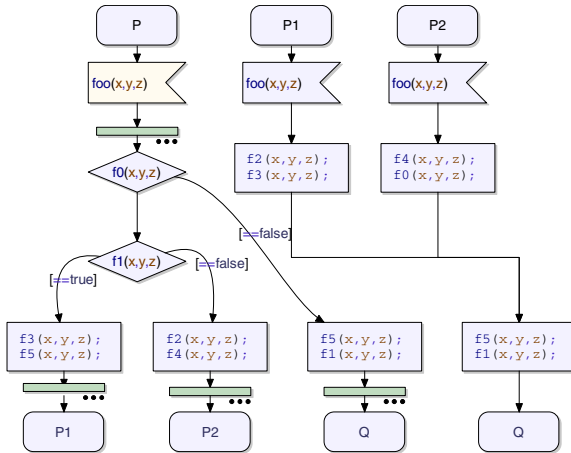 P P1 P2
foo(x,y,z) foo(x,y,z) foo(x,y,z)
f0(x,y,z)
f2(x,y,z);
f3(x,y,z);
f4(x,y,z);
f0(x,y,z);
[==false]
f1(x,y,z)
[==true]
[==false]
f3(x,y,z);
f5(x,y,z);
f2(x,y,z);
f4(x,y,z);
f5(x,y,z);
f1(x,y,z);
f5(x,y,z);
f1(x,y,z);
P1 P2 Q Q